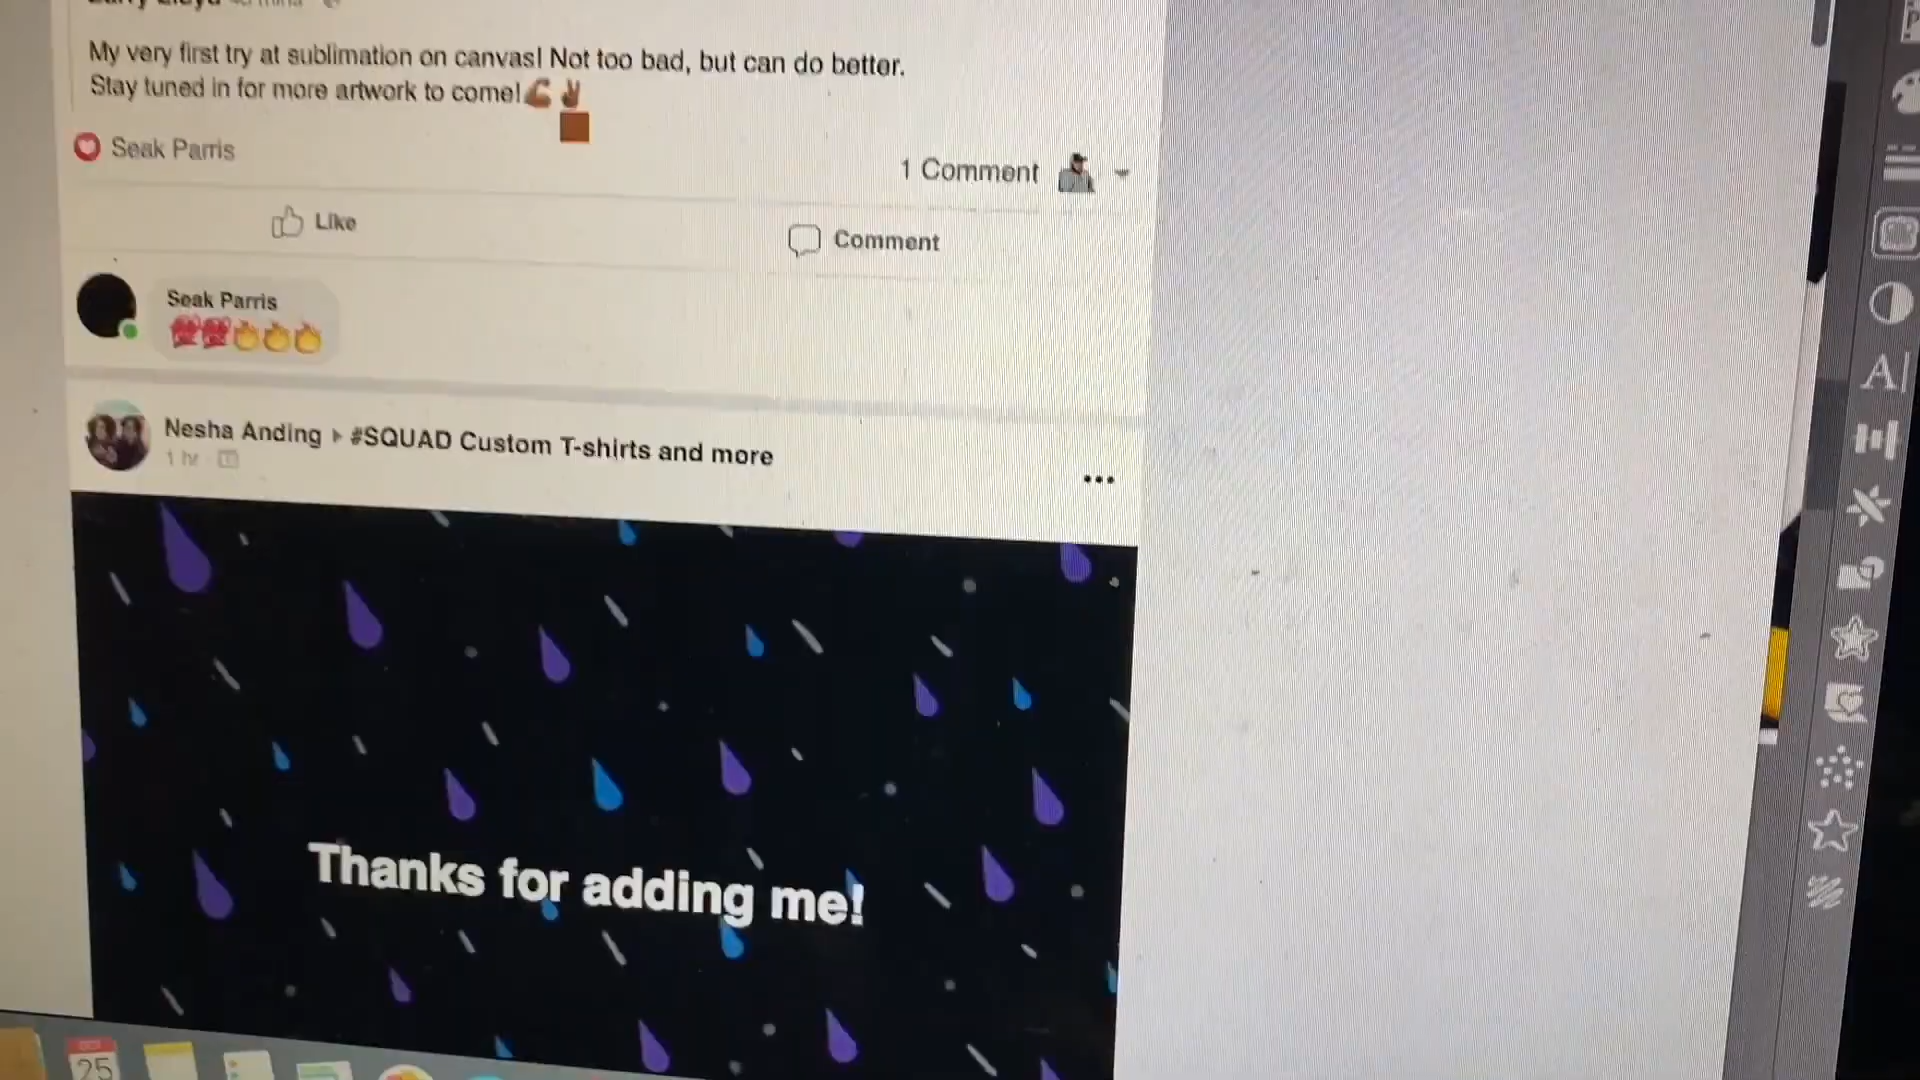 My very first try at sublimation on canvas! Not too bad, but can do better.
Stay tuned in for more artwork to come!
Seak Parris
1 Comment
Like
Comment
Seak Parris
Nesha Anding ▸ #SQUAD Custom T-shirts and more
1 hr
Thanks for adding me!
25
A